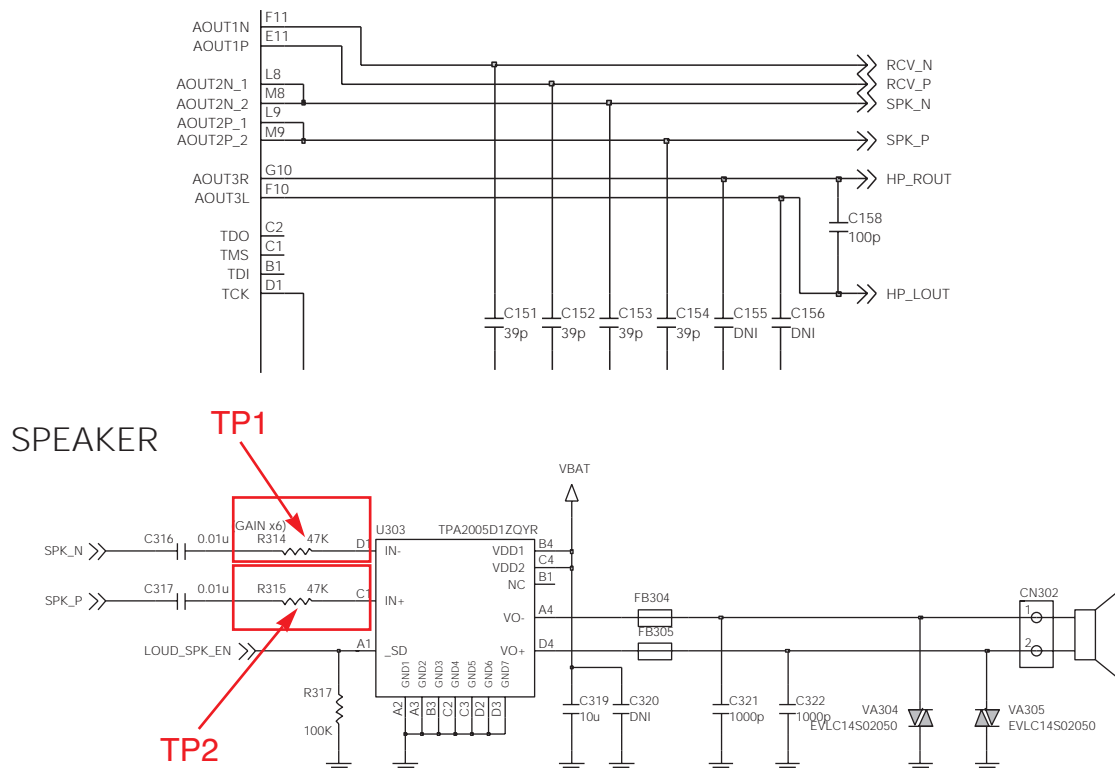 AOUT1N F11
AOUT1P E11
RCV_N
RCV_P
AOUT2N_1 L8
AOUT2N_2 M8
SPK_N
AOUT2P_1 L9
AOUT2P_2 M9
SPK_P
AOUT3R G10
HP_ROUT
AOUT3L F10
C158
100p
TDO C2
TMS C1
TDI B1
TCK D1
HP_LOUT
C151 C152 C153 C154 C155 C156
39p 39p 39p 39p DNI DNI
SPEAKER
TP1
VBAT
GAIN x6)
U303 TPA2005D1ZQYR
SPK_N C316 0.01u R314 47K D1 IN-
VDD1 B4
VDD2 C4
NC B1
SPK_P C317 0.01u R315 47K C1 IN+
VO- A4 FB304
CN302
1
LOUD_SPK_EN A1 _SD
VO+ D4 FB305
2
GND1 GND2 GND3 GND4 GND5 GND6 GND7
A2 A3 B3 C2 C3 D2 D3
R317
100K
C319 C320 C321 C322
10u DNI 1000p 1000p
VA304
EVLC14S02050
VA305
EVLC14S02050
TP2